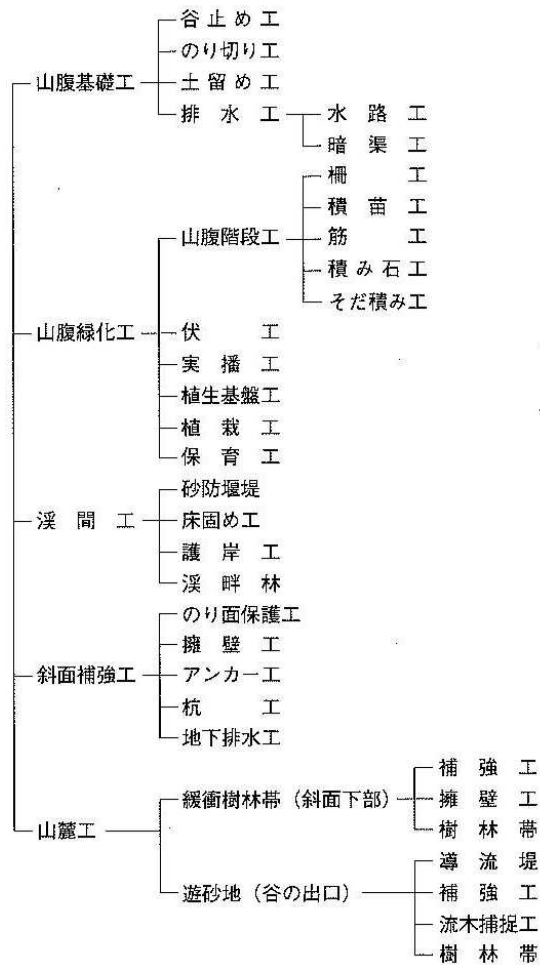 谷止め工
のり切り工
山腹基礎工
土留め工
排水工
水路工
暗渠工
柵工
積苗工
山腹階段工
筋工
積み石工
そだ積み工
山腹緑化工
伏工
実播工
植生基盤工
植栽工
保育工
砂防堰堤
渓間工
床固め工
護岸工
渓畔林
のり面保護工
擁壁工
斜面補強工
アンカー工
杭工
地下排水工
補強工
緩衝樹林帯（斜面下部）
擁壁工
山麓工
樹林帯
導流堤
遊砂地（谷の出口）
補強工
流木捕捉工
樹林帯